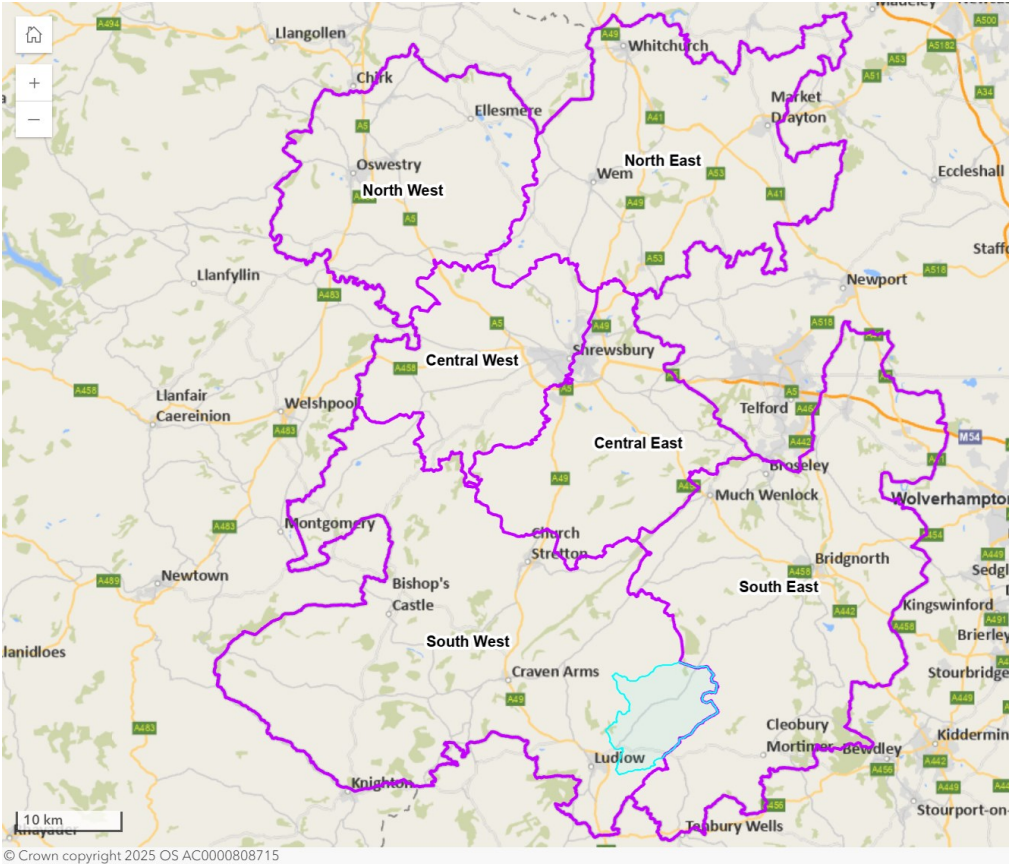 A494
Llangollen
A49
Whitchurch
A500
A5182
A53
A51
A34
Chirk
Ellesmere
Market
Drayton
A5
A41
Oswestry
North West
North East
Wem
A53
Eccleshall
A49
A41
A5
Llanfyllin
A53
A518
Newport
A483
A5
A49
A518
A41
Central West
Shrewsbury
A458
A5
A5
A458
Llanfair
Caereinion
Welshpool
A483
A5
Telford
Central East
A442
M54
A41
Broseley
A49
Much Wenlock
Wolverhampton
A483
Montgomery
Church
Stretton
A454
A449
Newtown
A489
Bishop's
Castle
Bridgnorth
A458
South East
Sedgl
Kingswinford
A442
A458
A491
Brierley
South West
Llanidloes
Craven Arms
Stourbridge
A49
A449
A483
Cleobury
Mortimer
Kiddermin
Ludlow
Bewdley
A456
A442
Knighton
A449
10 km
Rhayader
A456
Tenbury Wells
Stourport-on-
© Crown copyright 2025 OS AC0000808715